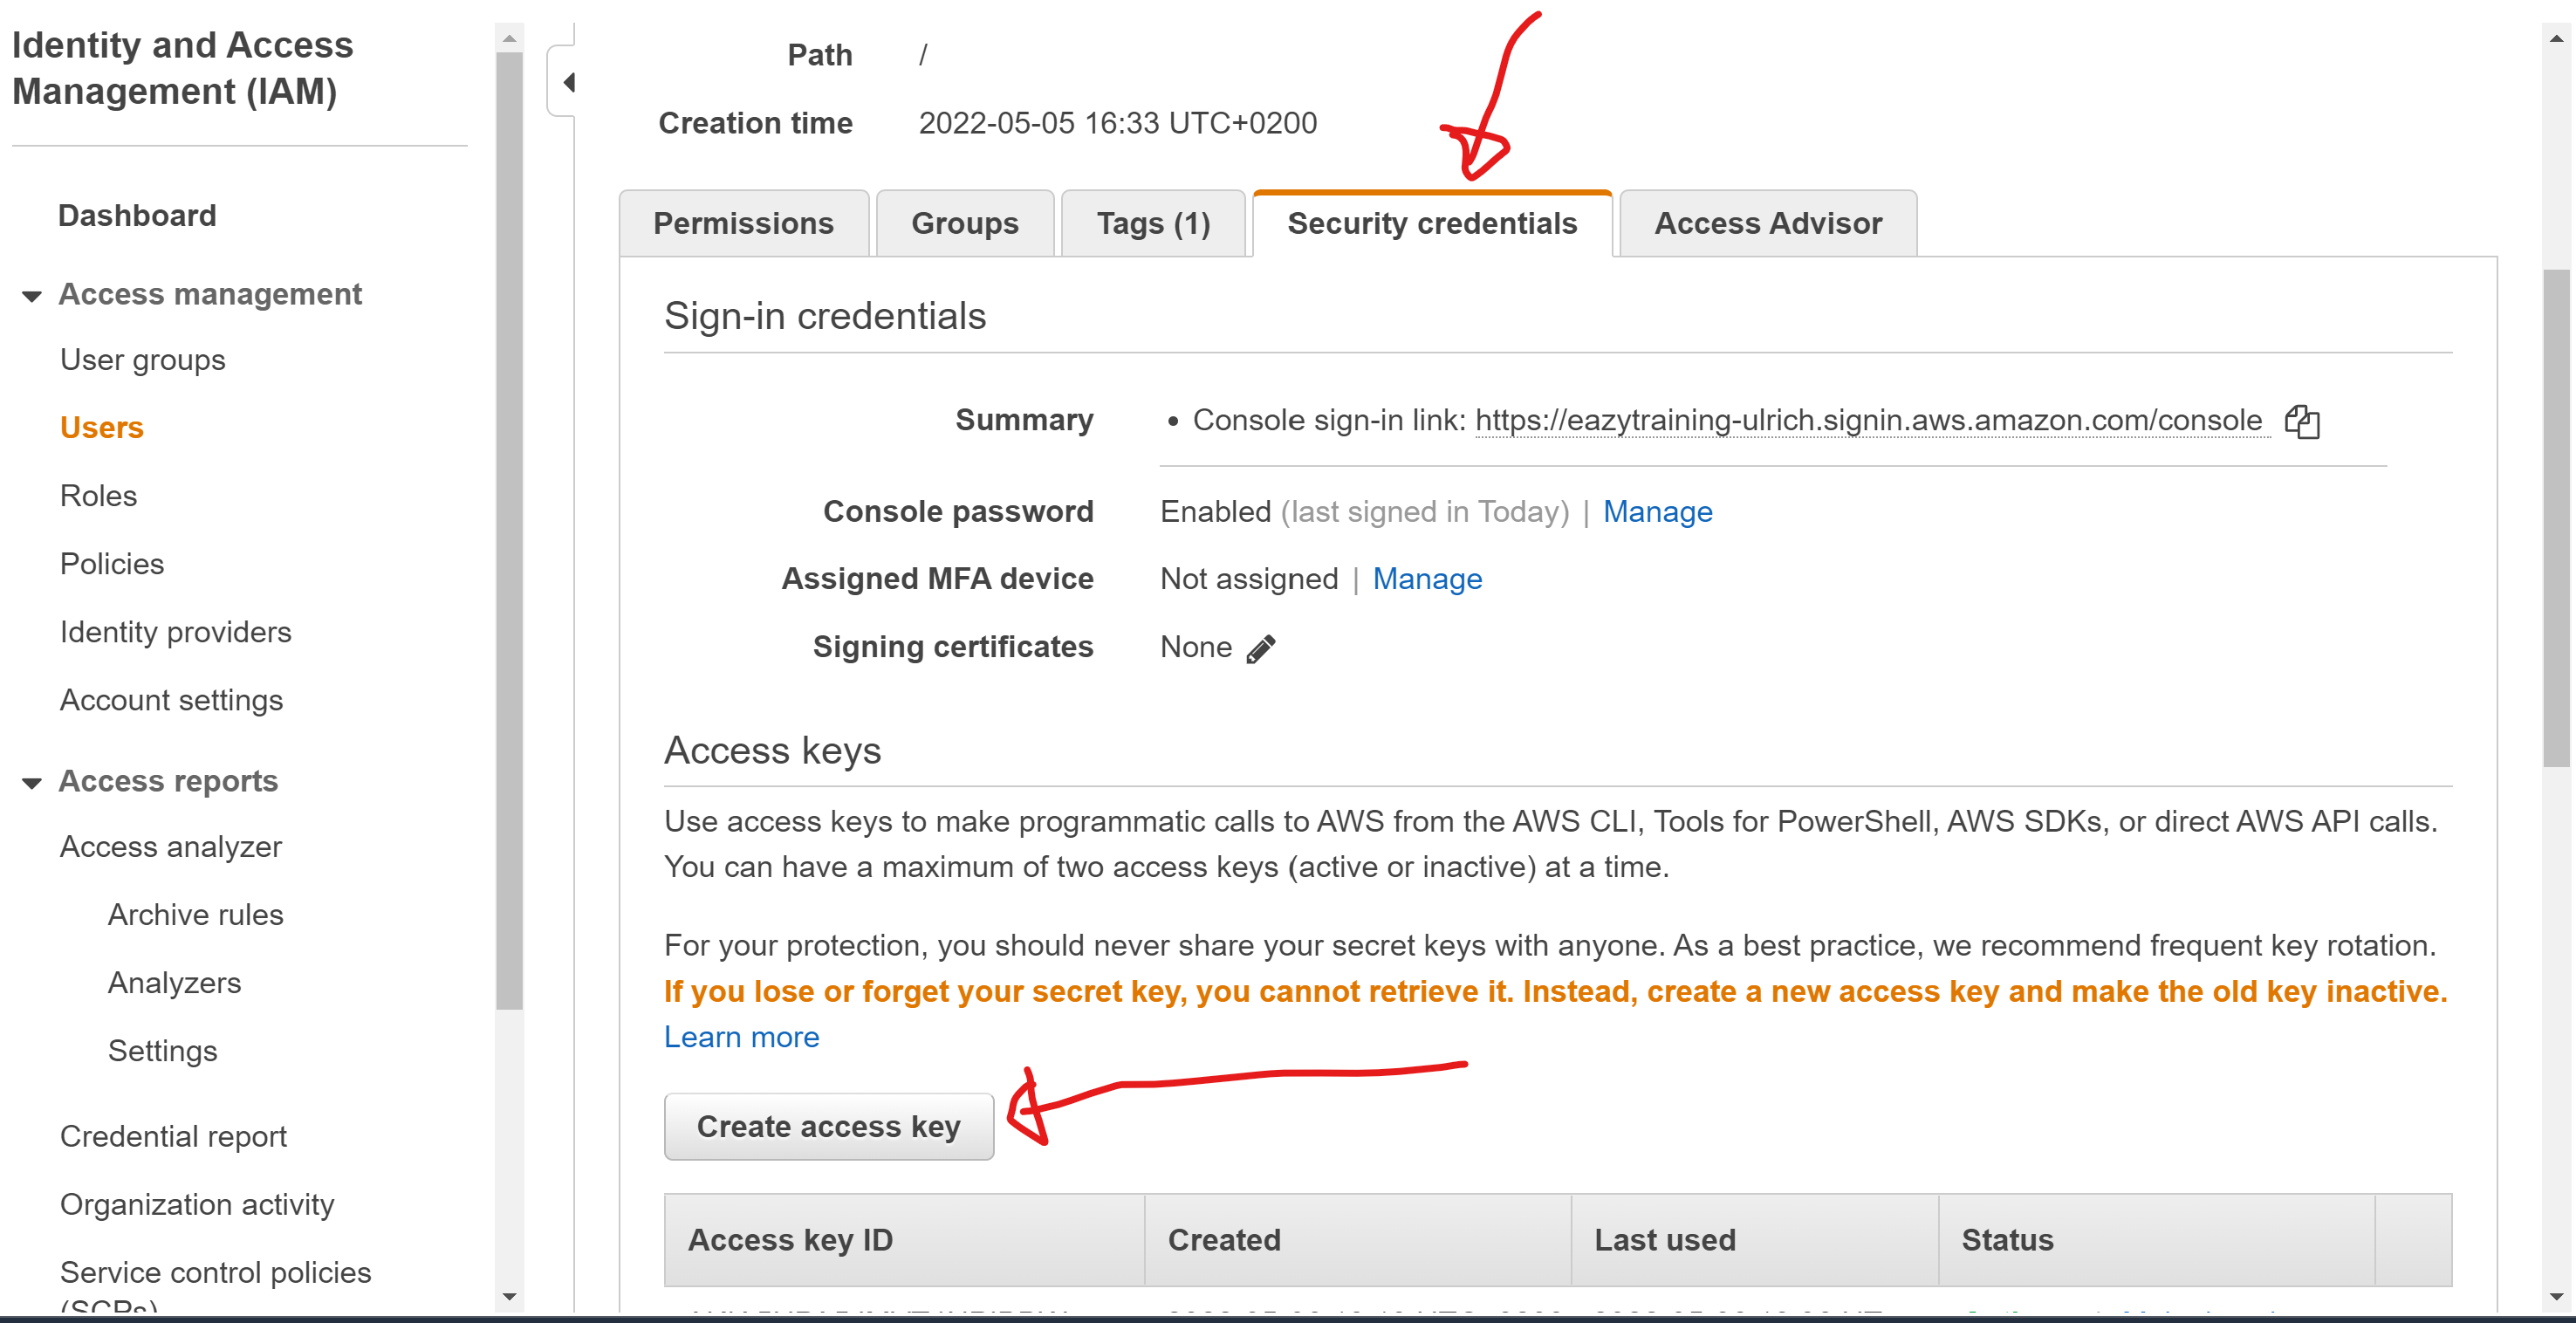 Identity and Access
Management (IAM)
Dashboard
Access management
User groups
Users
Roles
Policies
Identity providers
Account settings
Access reports
Access analyzer
Archive rules
Analyzers
Settings
Credential report
Organization activity
Service control policies
(SCPs)
Path /
Creation time 2022-05-05 16:33 UTC+0200
Permissions Groups Tags (1) Security credentials Access Advisor
Sign-in credentials
Summary • Console sign-in link: https://eazytraining-ulrich.signin.aws.amazon.com/console
Console password Enabled (last signed in Today) | Manage
Assigned MFA device Not assigned | Manage
Signing certificates None
Access keys
Use access keys to make programmatic calls to AWS from the AWS CLI, Tools for PowerShell, AWS SDKs, or direct AWS API calls.
You can have a maximum of two access keys (active or inactive) at a time.
For your protection, you should never share your secret keys with anyone. As a best practice, we recommend frequent key rotation.
If you lose or forget your secret key, you cannot retrieve it. Instead, create a new access key and make the old key inactive.
Learn more
Create access key
Access key ID Created Last used Status